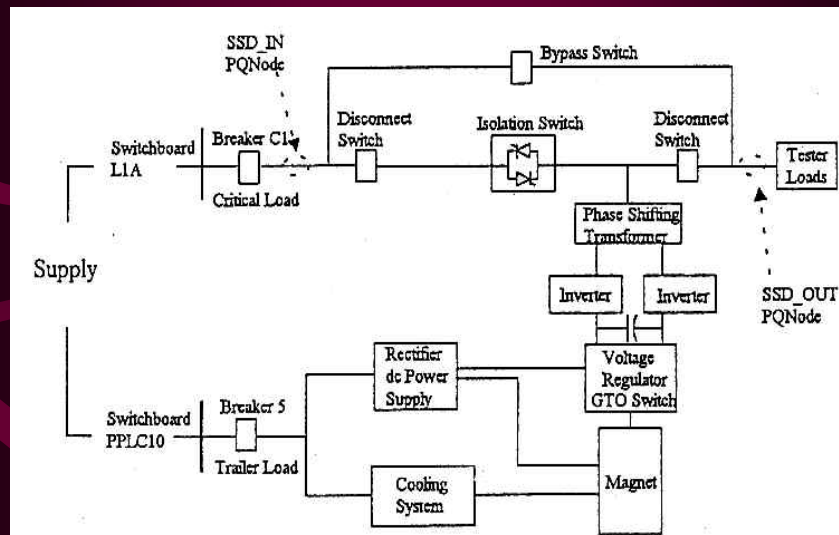 SSD_IN
PQNode
Bypass Switch
Disconnect
Switch
Isolation Switch
Disconnect
Switch
Switchboard
L1A
Breaker C1
Critical Load
Tester
Loads
Phase Shifting
Transformer
Supply
Inverter
Inverter
SSD_OUT
PQNode
Rectifier
dc Power
Supply
Voltage
Regulator
GTO Switch
Switchboard
PPLC10
Breaker 5
Trailer Load
Cooling
System
Magnet